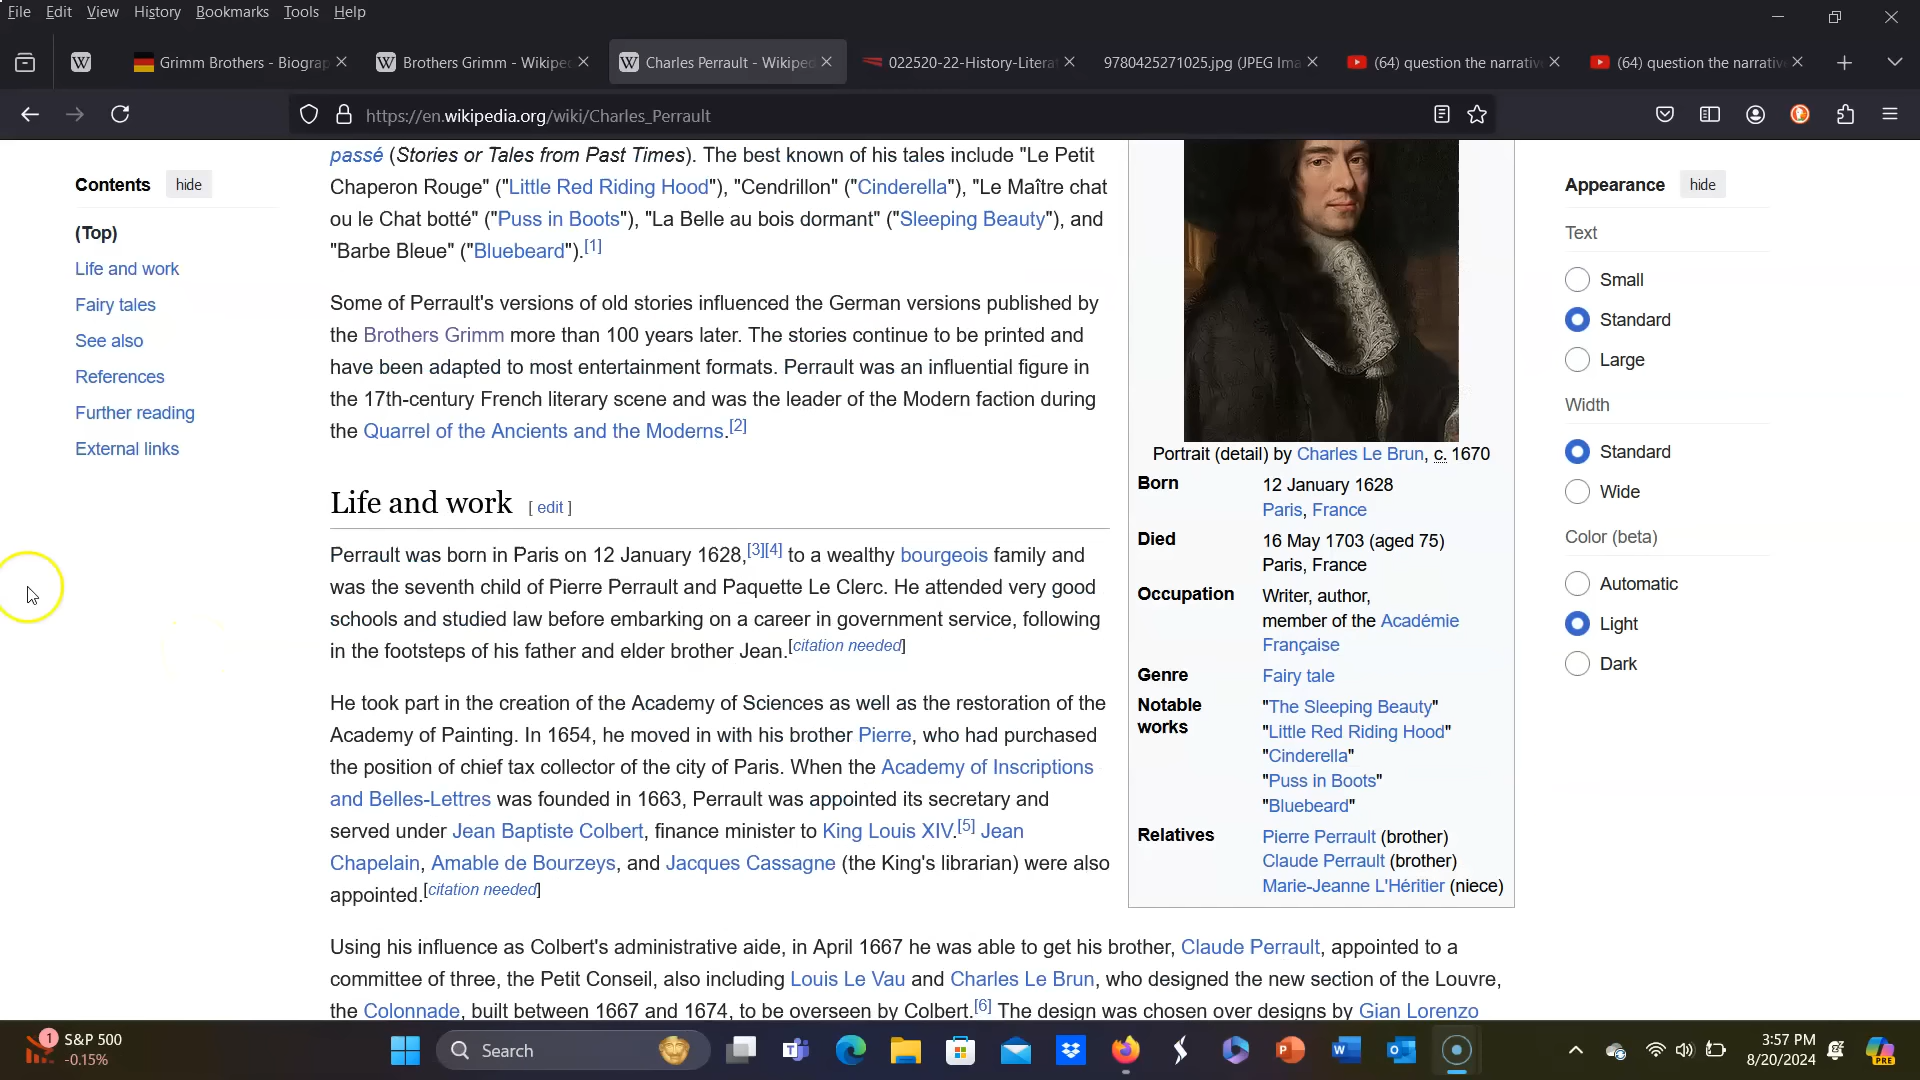 File Edit View History Bookmarks Tools Help
Grimm Brothers - Biograp
Brothers Grimm - Wikiped
Charles Perrault - Wikiped
022520-22-History-Literat
9780425271025.jpg (JPEG Ima
(64) question the narrative
(64) question the narrative
https://en.wikipedia.org/wiki/Charles_Perrault
Contents hide
(Top)
Life and work
Fairy tales
See also
References
Further reading
External links
passé (Stories or Tales from Past Times). The best known of his tales include "Le Petit
Chaperon Rouge" ("Little Red Riding Hood"), "Cendrillon" ("Cinderella"), "Le Maître chat
ou le Chat botté" ("Puss in Boots"), "La Belle au bois dormant" ("Sleeping Beauty"), and
"Barbe Bleue" ("Bluebeard").[1]
Some of Perrault's versions of old stories influenced the German versions published by
the Brothers Grimm more than 100 years later. The stories continue to be printed and
have been adapted to most entertainment formats. Perrault was an influential figure in
the 17th-century French literary scene and was the leader of the Modern faction during
the Quarrel of the Ancients and the Moderns.[2]
Life and work [ edit ]
Perrault was born in Paris on 12 January 1628,[3][4] to a wealthy bourgeois family and
was the seventh child of Pierre Perrault and Paquette Le Clerc. He attended very good
schools and studied law before embarking on a career in government service, following
in the footsteps of his father and elder brother Jean.[citation needed]
He took part in the creation of the Academy of Sciences as well as the restoration of the
Academy of Painting. In 1654, he moved in with his brother Pierre, who had purchased
the position of chief tax collector of the city of Paris. When the Academy of Inscriptions
and Belles-Lettres was founded in 1663, Perrault was appointed its secretary and
served under Jean Baptiste Colbert, finance minister to King Louis XIV.[5] Jean
Chapelain, Amable de Bourzeys, and Jacques Cassagne (the King's librarian) were also
appointed.[citation needed]
Using his influence as Colbert's administrative aide, in April 1667 he was able to get his brother, Claude Perrault, appointed to a
committee of three, the Petit Conseil, also including Louis Le Vau and Charles Le Brun, who designed the new section of the Louvre,
the Colonnade, built between 1667 and 1674, to be overseen by Colbert.[6] The design was chosen over designs by Gian Lorenzo
Portrait (detail) by Charles Le Brun, c. 1670
Born 12 January 1628
Paris, France
Died 16 May 1703 (aged 75)
Paris, France
Occupation Writer, author,
member of the Académie
Française
Genre Fairy tale
Notable works "The Sleeping Beauty"
"Little Red Riding Hood"
"Cinderella"
"Puss in Boots"
"Bluebeard"
Relatives Pierre Perrault (brother)
Claude Perrault (brother)
Marie-Jeanne L'Héritier (niece)
Appearance hide
Text
Small
Standard
Large
Width
Standard
Wide
Color (beta)
Automatic
Light
Dark
1 S&P 500
-0.15%
Search
3:57 PM
8/20/2024
PRE